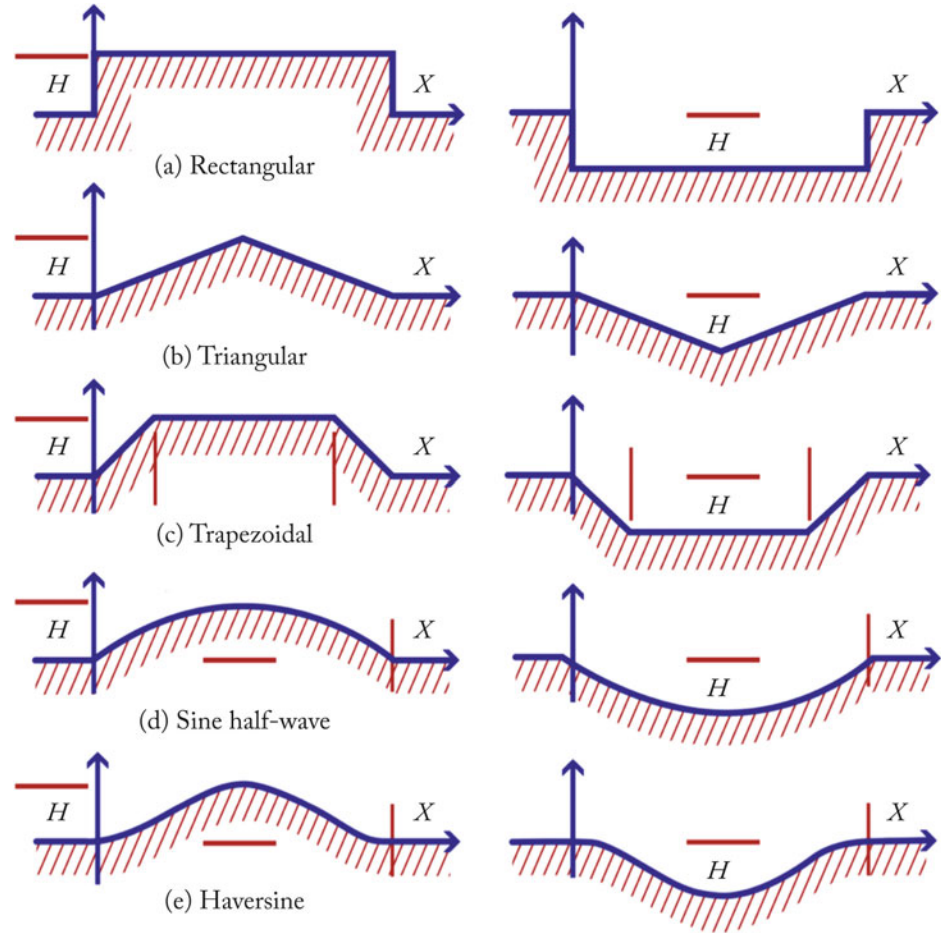 H
X
X
H
(a) Rectangular
H
X
X
H
(b) Triangular
H
X
X
H
(c) Trapezoidal
H
X
X
H
(d) Sine half-wave
H
X
X
H
(e) Haversine